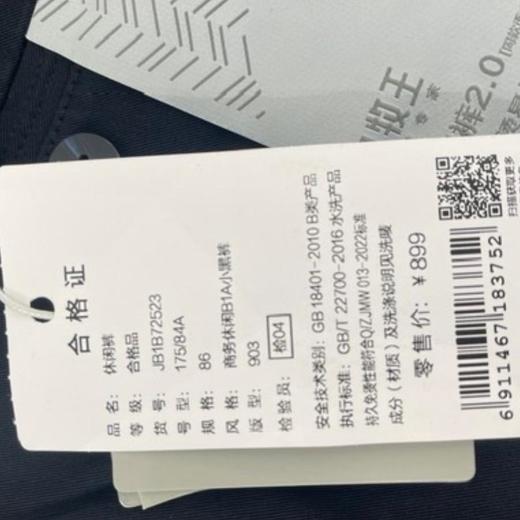 合格证
品名：休闲裤
等级：合格品
货号：JB1B72523
号型：175/84A
规格：86
风格：商务休闲B1A小黑裤
版型：903
检验员：检04
安全技术类别：GB 18401-2010 B类产品
执行标准：GB/T 22700-2016 水洗产品
持久免烫性能符合Q/ZJMW 013-2022标准
成分（材质）及洗涤说明见洗唛
零售价：￥899
6911467183752
扫描获取更多
牧王
专家
裤2.0